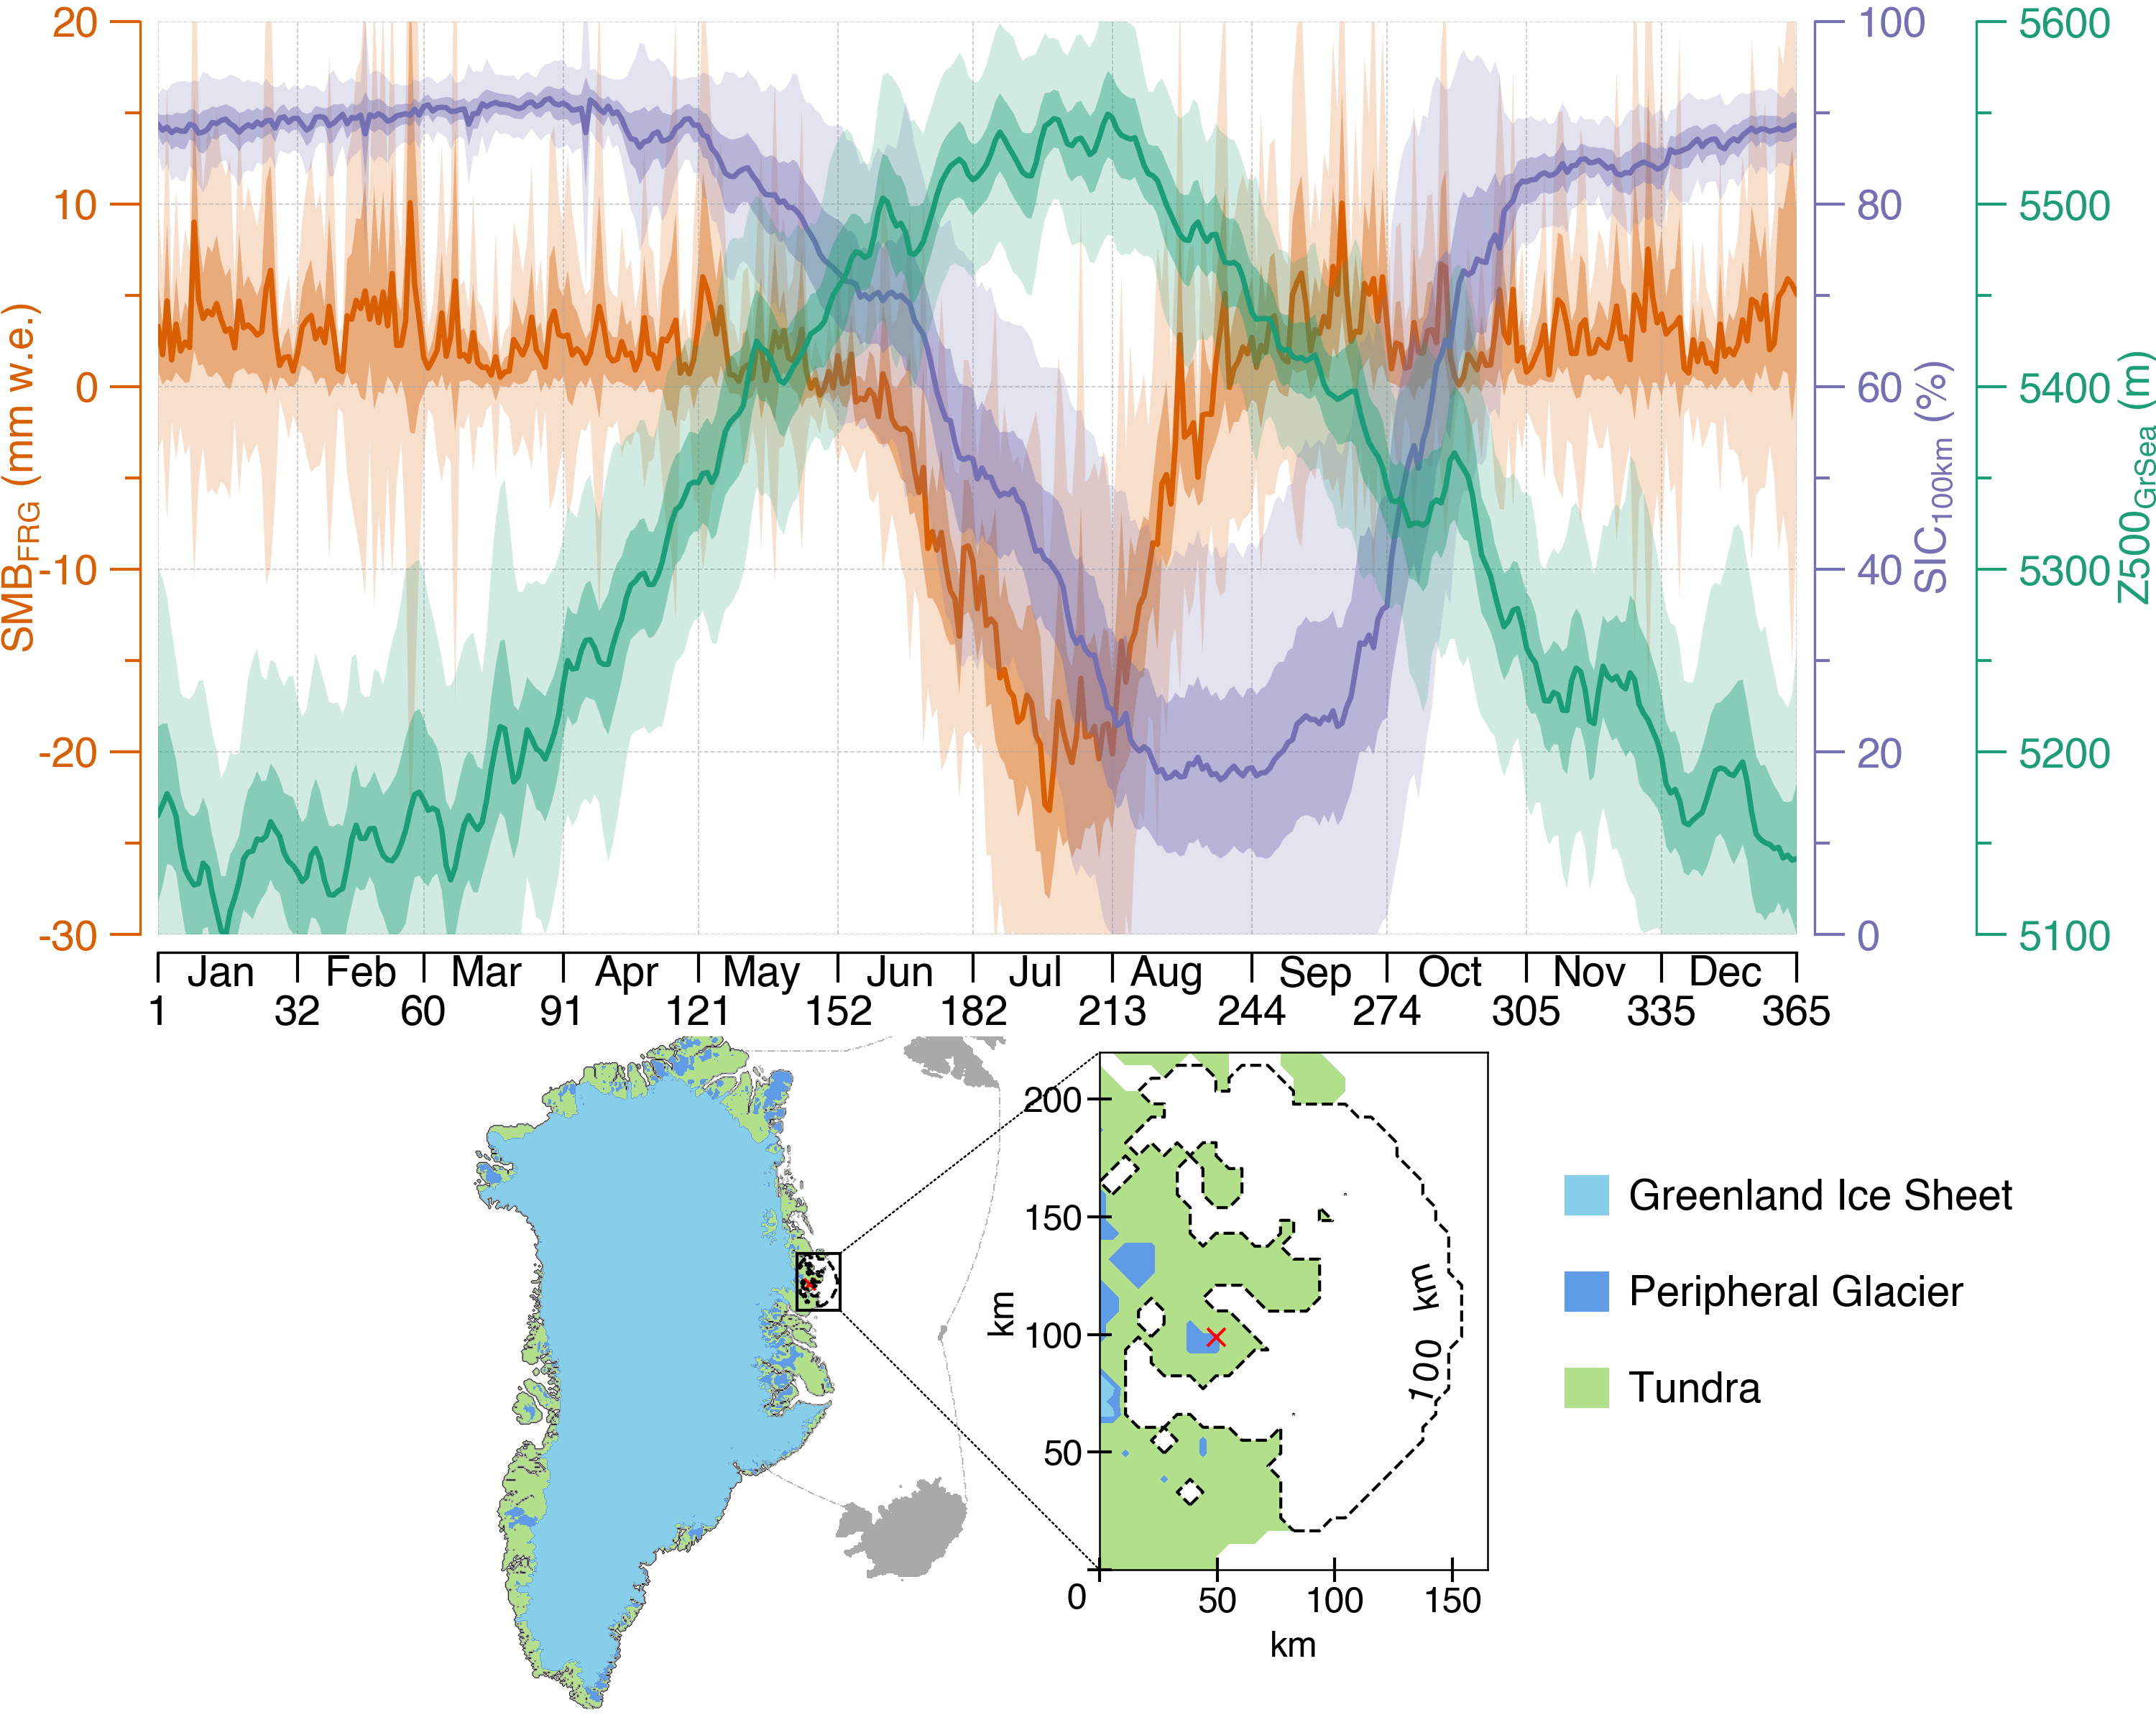 20
10
0
-10
-20
-30
SMB_FRG (mm w.e.)
100
80
60
40
20
0
SIC_100km (%)
5600
5500
5400
5300
5200
5100
Z500_GrSea (m)
Jan Feb Mar Apr May Jun Jul Aug Sep Oct Nov Dec
1 32 60 91 121 152 182 213 244 274 305 335 365
200
150
100
50
0
km
50 100 150
km
100 km
Greenland Ice Sheet
Peripheral Glacier
Tundra